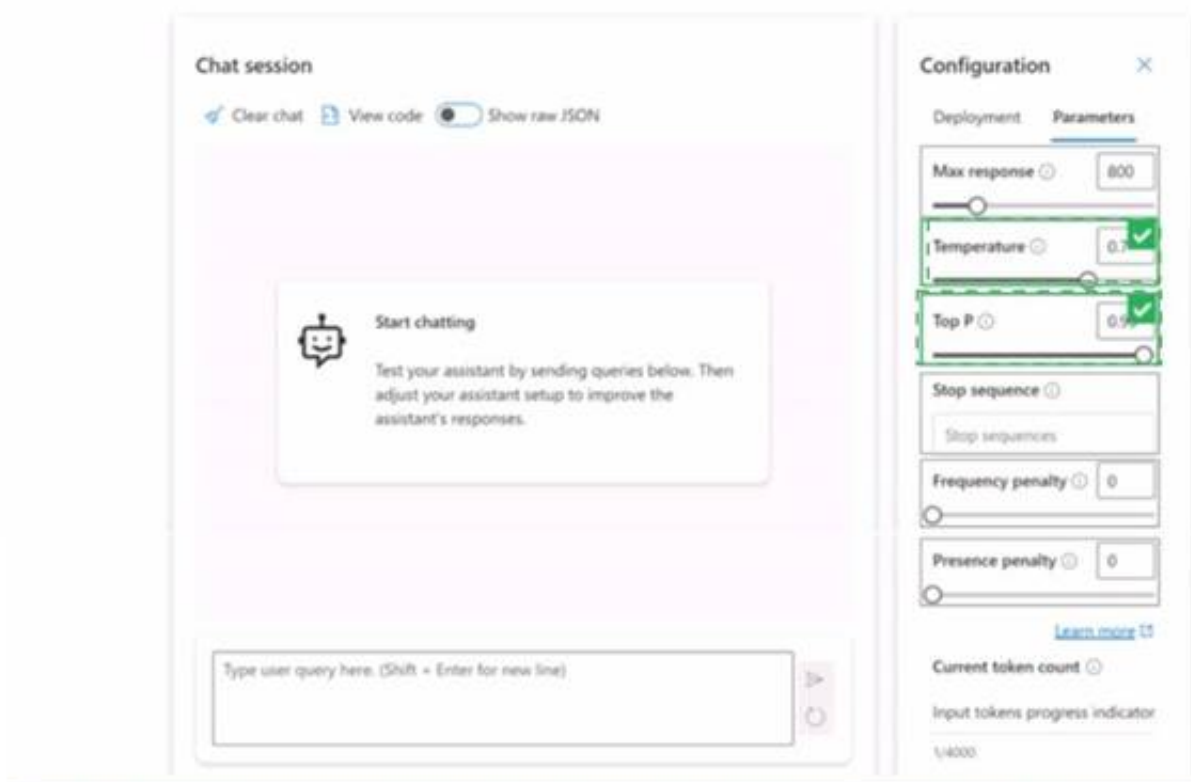 Chat session
Clear chat View code Show raw JSON
Start chatting
Test your assistant by sending queries below. Then
adjust your assistant setup to improve the
assistant's responses.
Type user query here. (Shift + Enter for new line)
Configuration
Deployment Parameters
Max response 800
Temperature
Top P
Stop sequence
Stop sequences
Frequency penalty 0
Presence penalty 0
Learn more
Current token count
Input tokens progress indicator
1/4000